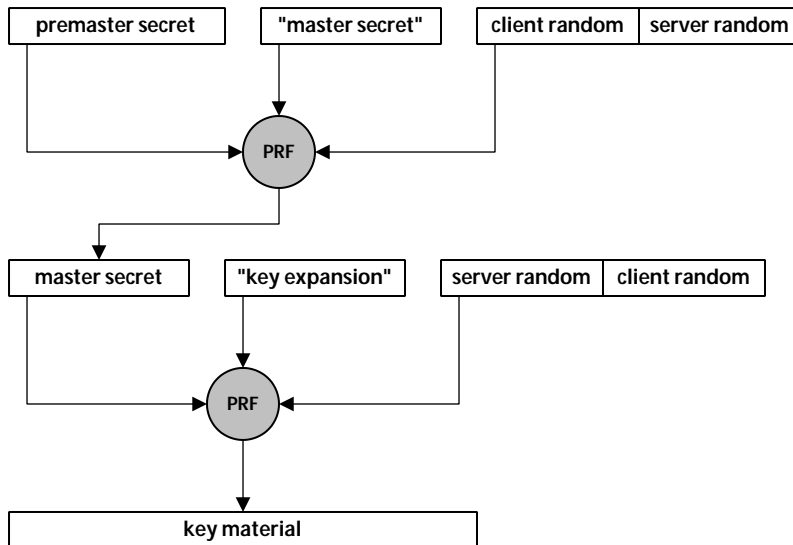 premaster secret "master secret" client random server random
PRF
master secret "key expansion" server random client random
PRF
key material